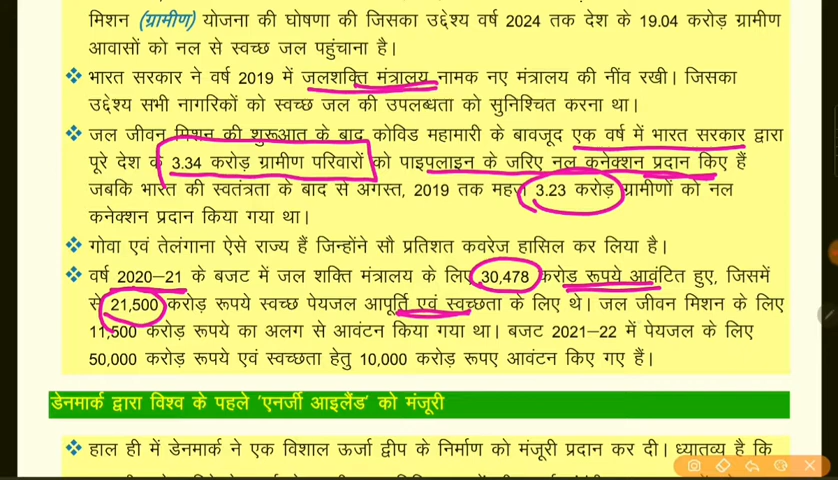 मिशन (ग्रामीण) योजना की घोषणा की जिसका उद्देश्य वर्ष 2024 तक देश के 19.04 करोड़ ग्रामीण
आवासों को नल से स्वच्छ जल पहुंचाना है।
❖ भारत सरकार ने वर्ष 2019 में जलशक्ति मंत्रालय नामक नए मंत्रालय की नींव रखी। जिसका
उद्देश्य सभी नागरिकों को स्वच्छ जल की उपलब्धता को सुनिश्चित करना था।
❖ जल जीवन मिशन की शुरूआत के बाद कोविड महामारी के बावजूद एक वर्ष में भारत सरकार द्वारा
पूरे देश के 3.34 करोड़ ग्रामीण परिवारों को पाइपलाइन के जरिए नल कनेक्शन प्रदान किए हैं
जबकि भारत की स्वतंत्रता के बाद से अगस्त, 2019 तक महज 3.23 करोड़ ग्रामीणों को नल
कनेक्शन प्रदान किया गया था।
❖ गोवा एवं तेलंगाना ऐसे राज्य हैं जिन्होंने सौ प्रतिशत कवरेज हासिल कर लिया है।
❖ वर्ष 2020–21 के बजट में जल शक्ति मंत्रालय के लिए 30,478 करोड़ रूपये आवंटित हुए, जिसमें
से 21,500 करोड़ रूपये स्वच्छ पेयजल आपूर्ति एवं स्वच्छता के लिए थे। जल जीवन मिशन के लिए
11,500 करोड़ रूपये का अलग से आवंटन किया गया था। बजट 2021–22 में पेयजल के लिए
50,000 करोड़ रूपये एवं स्वच्छता हेतु 10,000 करोड़ रूपए आवंटन किए गए हैं।
डेनमार्क द्वारा विश्व के पहले ‘एनर्जी आइलैंड’ को मंजूरी
❖ हाल ही में डेनमार्क ने एक विशाल ऊर्जा द्वीप के निर्माण को मंजूरी प्रदान कर दी। ध्यातव्य है कि